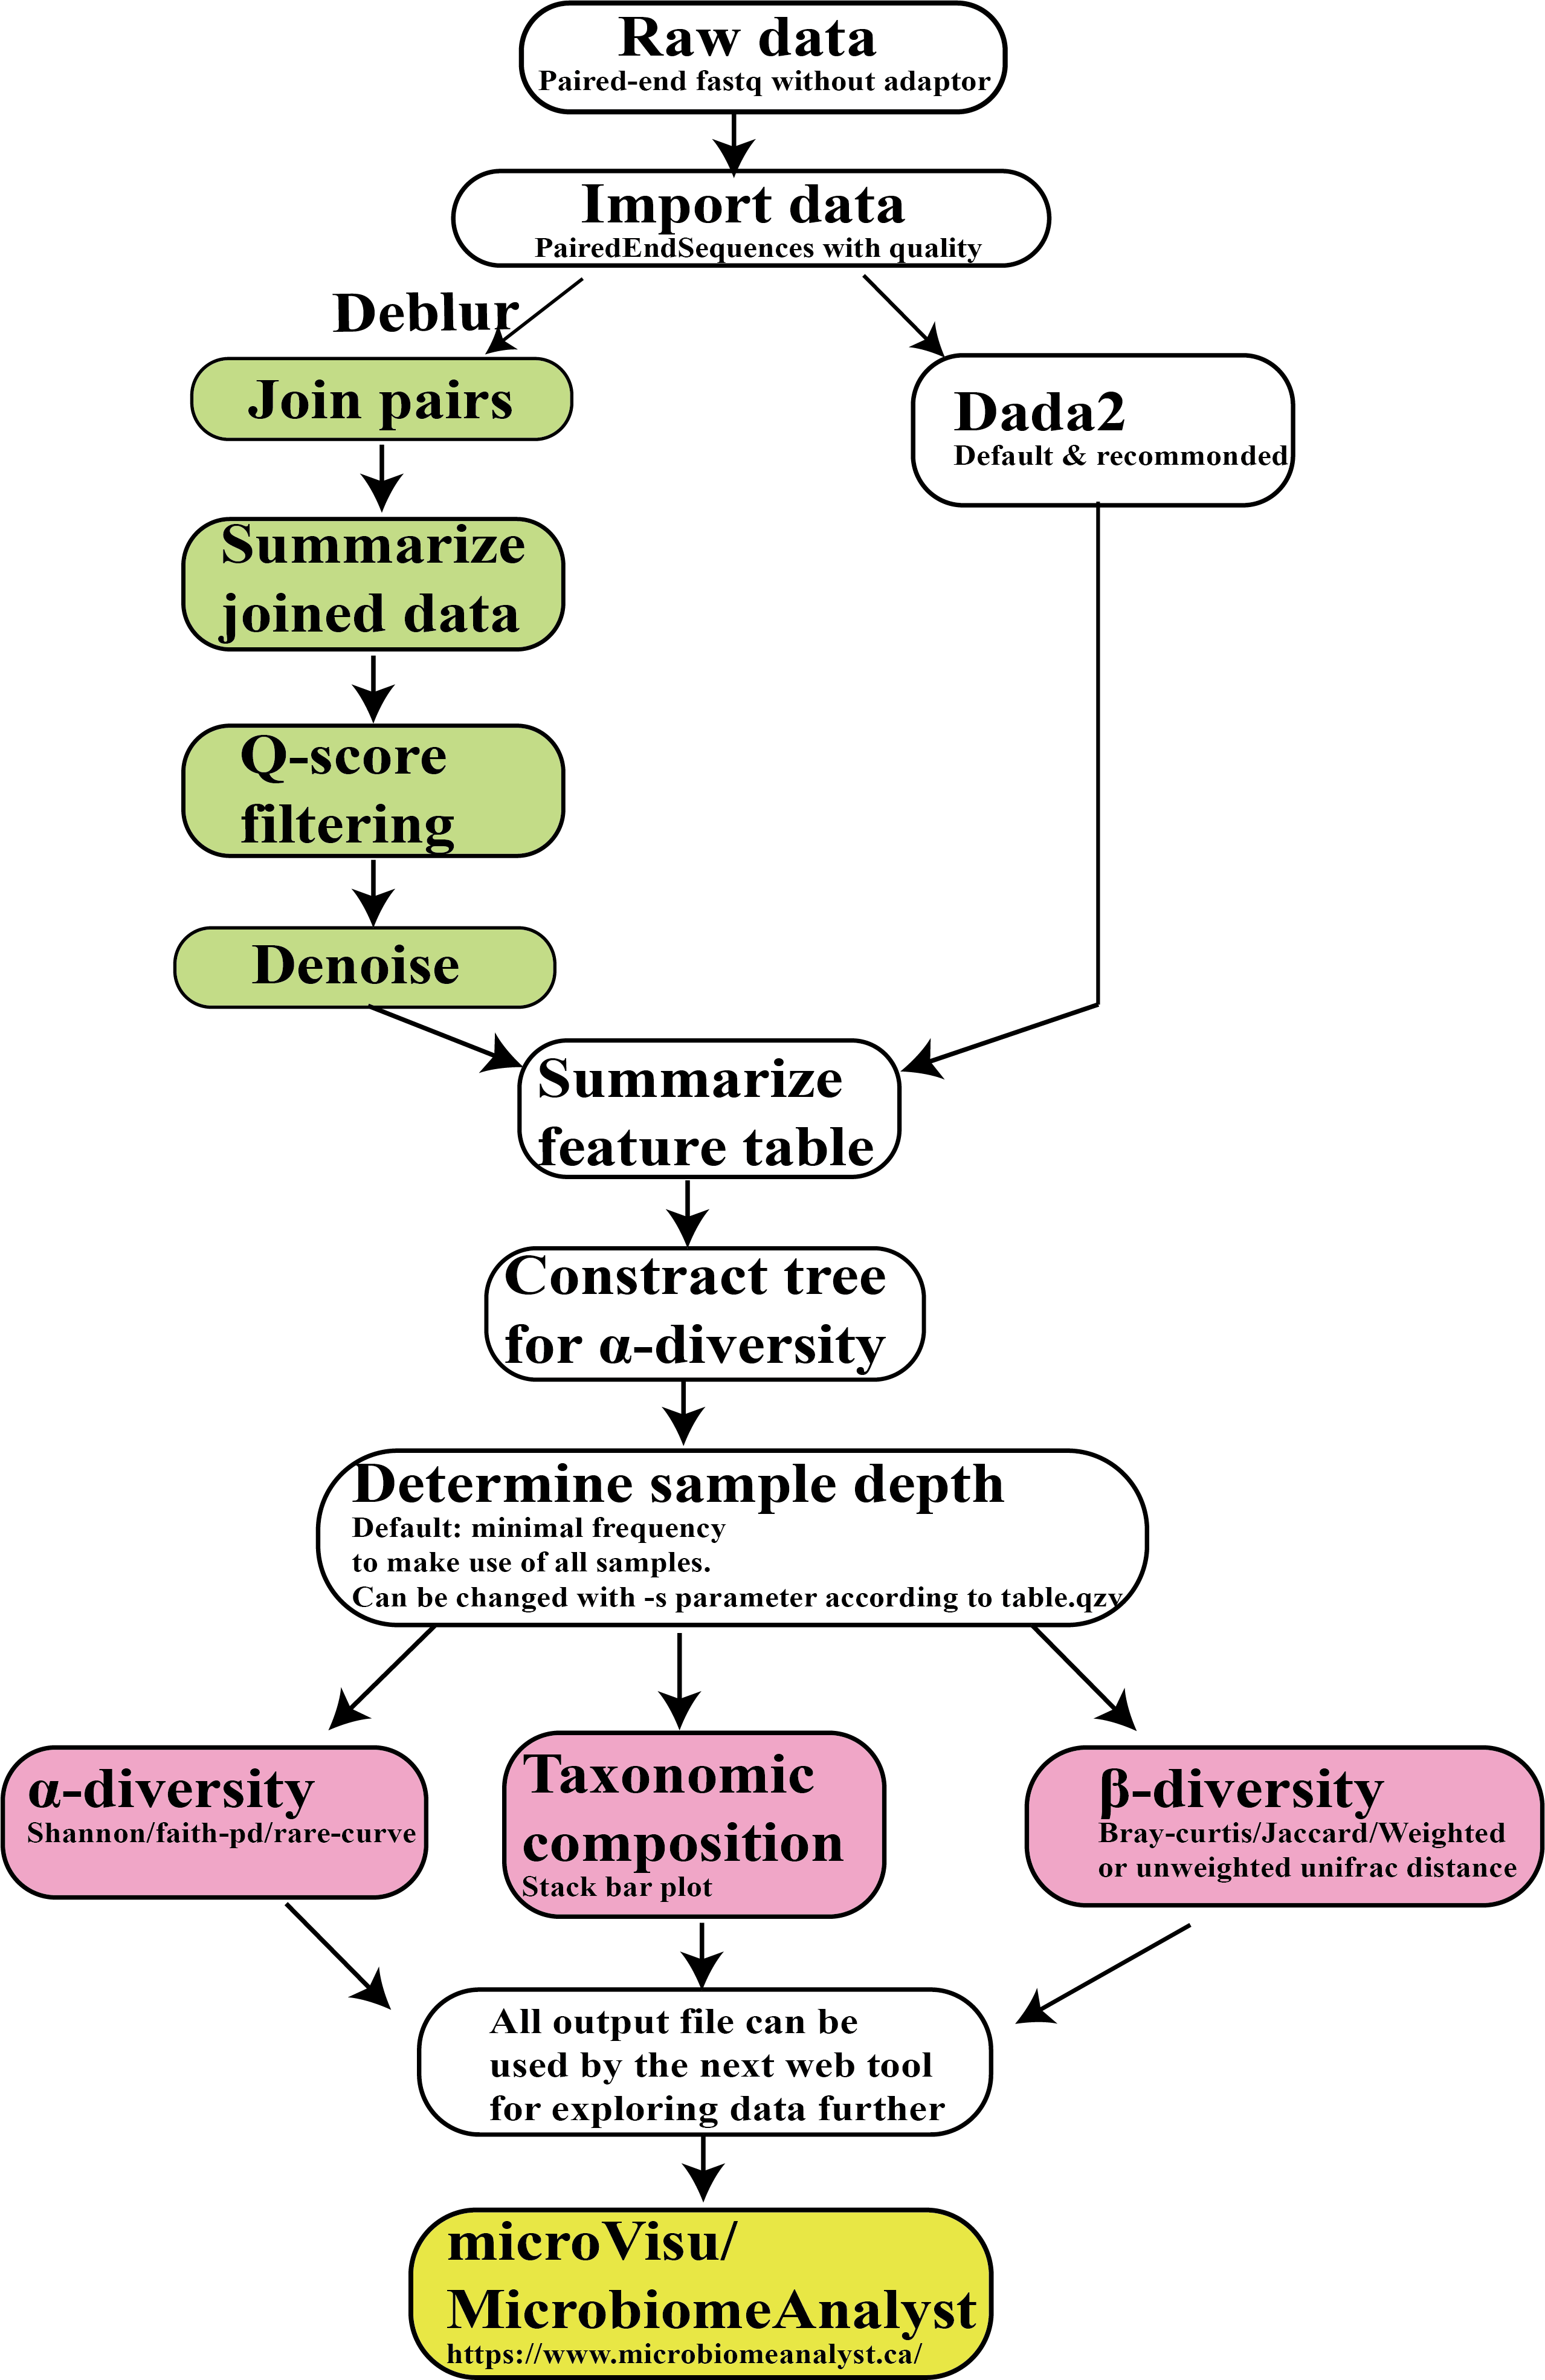 Raw data
Paired-end fastq without adaptor
Import data
PairedEndSequences with quality
Deblur
Join pairs
Dada2
Default & recommonded
Summarize
joined data
Q-score
filtering
Denoise
Summarize
feature table
Constract tree
for α-diversity
Determine sample depth
Default: minimal frequency
to make use of all samples.
Can be changed with -s parameter according to table.qzv
α-diversity
Shannon/faith-pd/rare-curve
Taxonomic
composition
Stack bar plot
β-diversity
Bray-curtis/Jaccard/Weighted
or unweighted unifrac distance
All output file can be
used by the next web tool
for exploring data further
microVisu/
MicrobiomeAnalyst
https://www.microbiomeanalyst.ca/